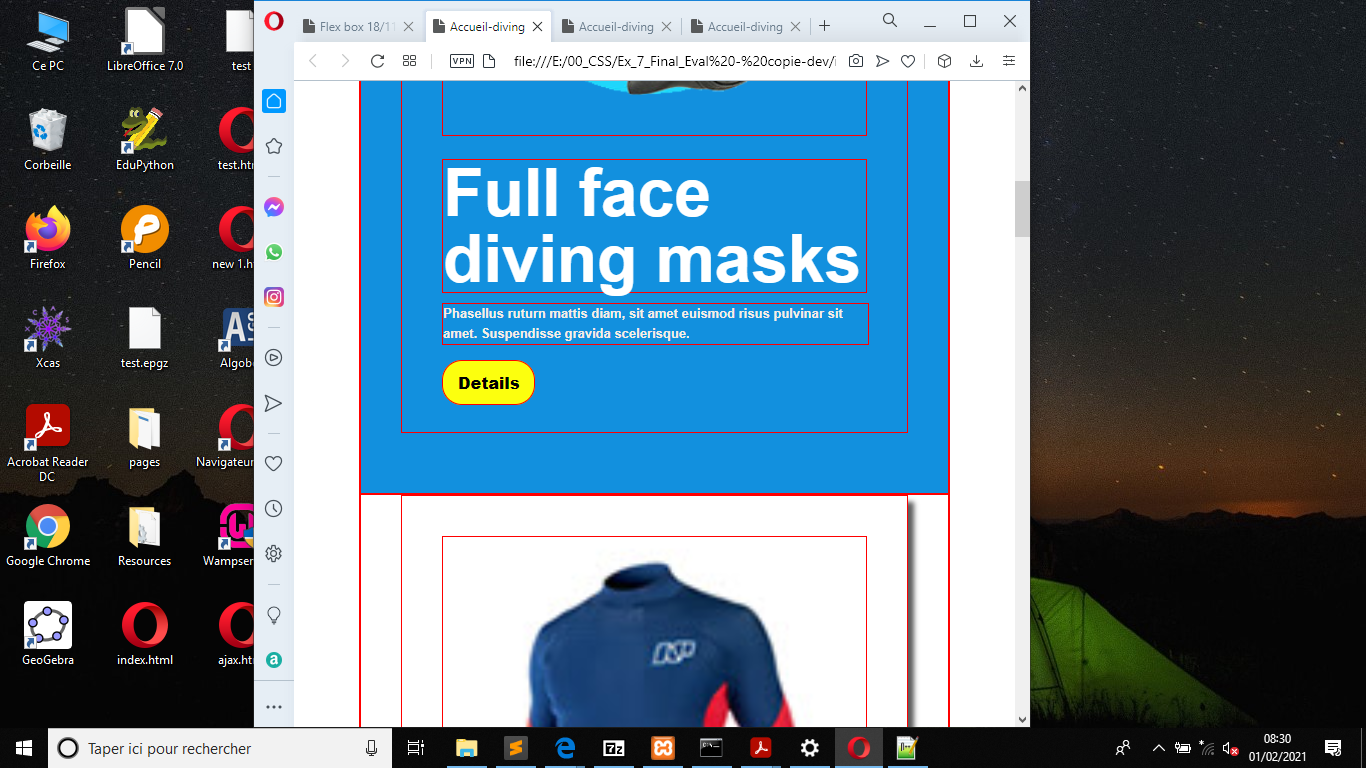 Ce PC
LibreOffice 7.0
test
Corbeille
EduPython
test.htm
Firefox
Pencil
new 1.h
Xcas
test.epgz
Algobo
Acrobat Reader
DC
pages
Navigateur
Google Chrome
Resources
Wampser
GeoGebra
index.html
ajax.htm
Flex box 18/11
Accueil-diving
Accueil-diving
Accueil-diving
VPN
file:///E:/00_CSS/Ex_7_Final_Eval%20-%20copie-dev/i
Full face
diving masks
Phasellus ruturn mattis diam, sit amet euismod risus pulvinar sit
amet. Suspendisse gravida scelerisque.
Details
Taper ici pour rechercher
7z
08:30
01/02/2021